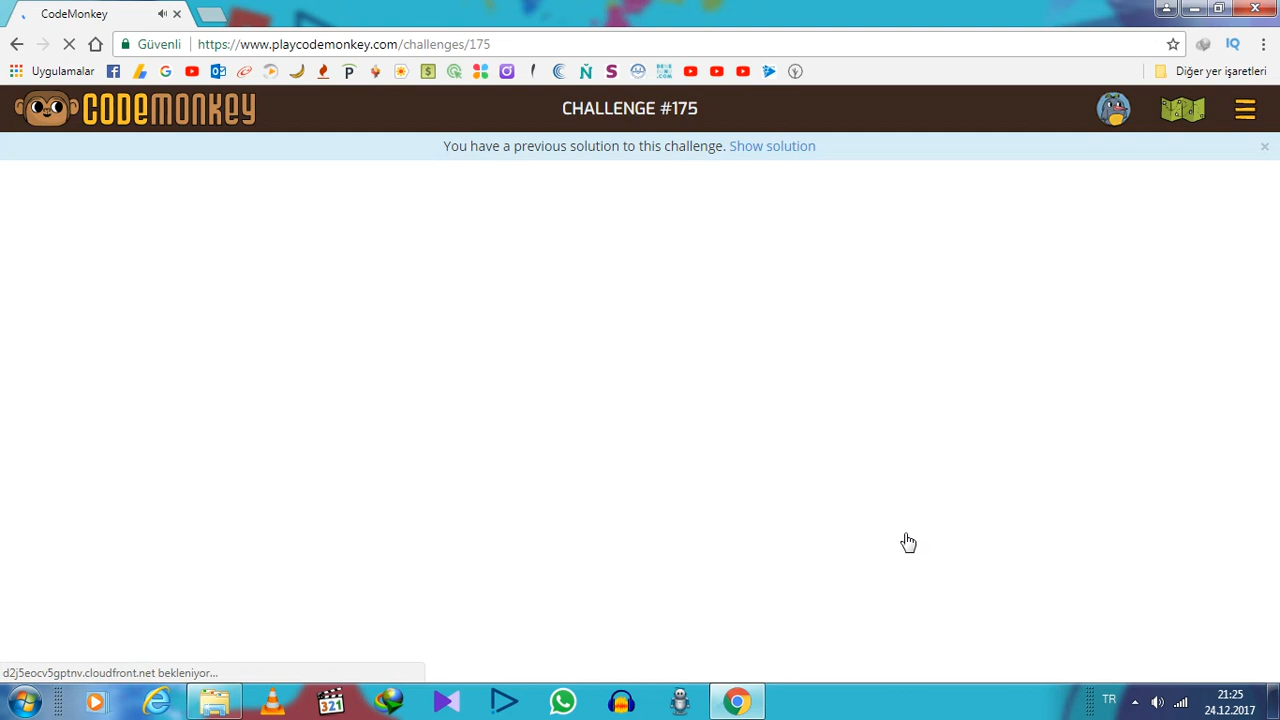 CodeMonkey
Güvenli https://www.playcodemonkey.com/challenges/175
Uygulamalar Diğer yer işaretleri
CODEMONKEY CHALLENGE #175
You have a previous solution to this challenge. Show solution ×
d2j5eocv5gptnv.cloudfront.net bekleniyor...
TR 21:25
24.12.2017